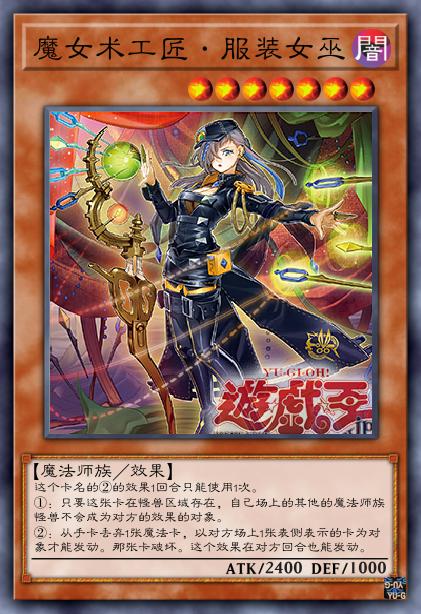 魔女术工匠·服装女巫
闇
YU-GI-OH!
遊戯王
.jp
【魔法师族／效果】
这个卡名的②的效果1回合只能使用1次。
①：只要这张卡在怪兽区域存在，自己场上的其他的魔法师族
怪兽不会成为对方的效果的对象。
②：从手卡丢弃1张魔法卡，以对方场上1张表侧表示的卡为对
象才能发动。那张卡破坏。这个效果在对方回合也能发动。
ATK/2400 DEF/1000